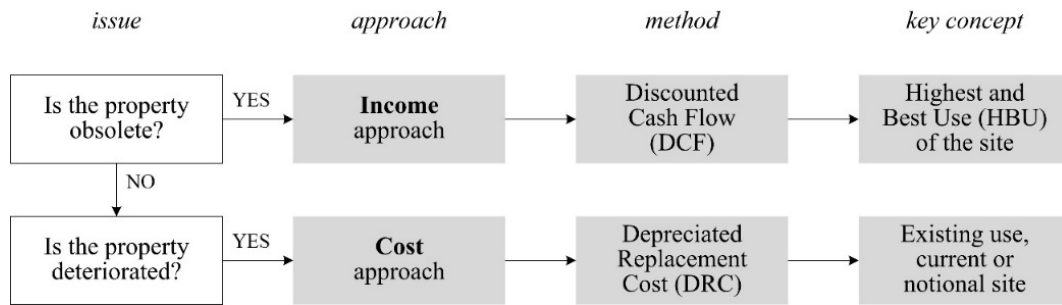 issue approach method key concept
Is the property
obsolete?
YES
Income
approach
Discounted
Cash Flow
(DCF)
Highest and
Best Use (HBU)
of the site
NO
Is the property
deteriorated?
YES
Cost
approach
Depreciated
Replacement
Cost (DRC)
Existing use,
current or
notional site